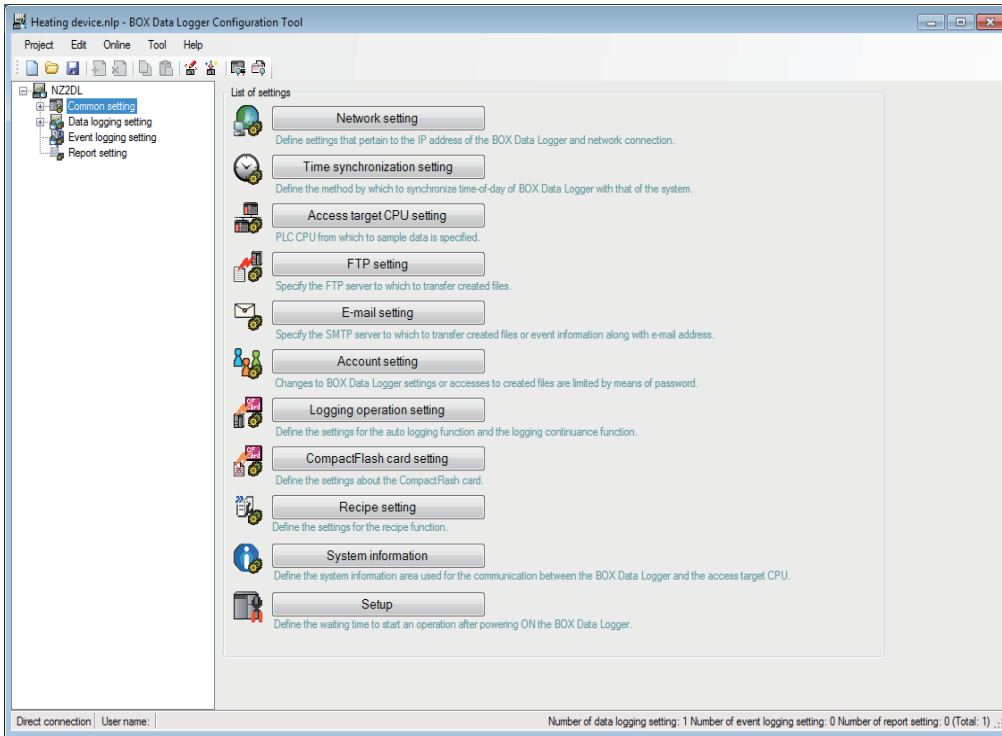 Heating device.nlp - BOX Data Logger Configuration Tool
Project Edit Online Tool Help
NZ2DL
Common setting
Data logging setting
Event logging setting
Report setting
List of settings
Network setting
Define settings that pertain to the IP address of the BOX Data Logger and network connection.
Time synchronization setting
Define the method by which to synchronize time-of-day of BOX Data Logger with that of the system.
Access target CPU setting
PLC CPU from which to sample data is specified.
FTP setting
Specify the FTP server to which to transfer created files.
E-mail setting
Specify the SMTP server to which to transfer created files or event information along with e-mail address.
Account setting
Changes to BOX Data Logger settings or accesses to created files are limited by means of password.
CF Card
Logging operation setting
Define the settings for the auto logging function and the logging continuance function.
CF Card
CompactFlash card setting
Define the settings about the CompactFlash card.
Recipe setting
Define the settings for the recipe function.
System information
Define the system information area used for the communication between the BOX Data Logger and the access target CPU.
Setup
Define the waiting time to start an operation after powering ON the BOX Data Logger.
Direct connection User name: Number of data logging setting: 1 Number of event logging setting: 0 Number of report setting: 0 (Total: 1)